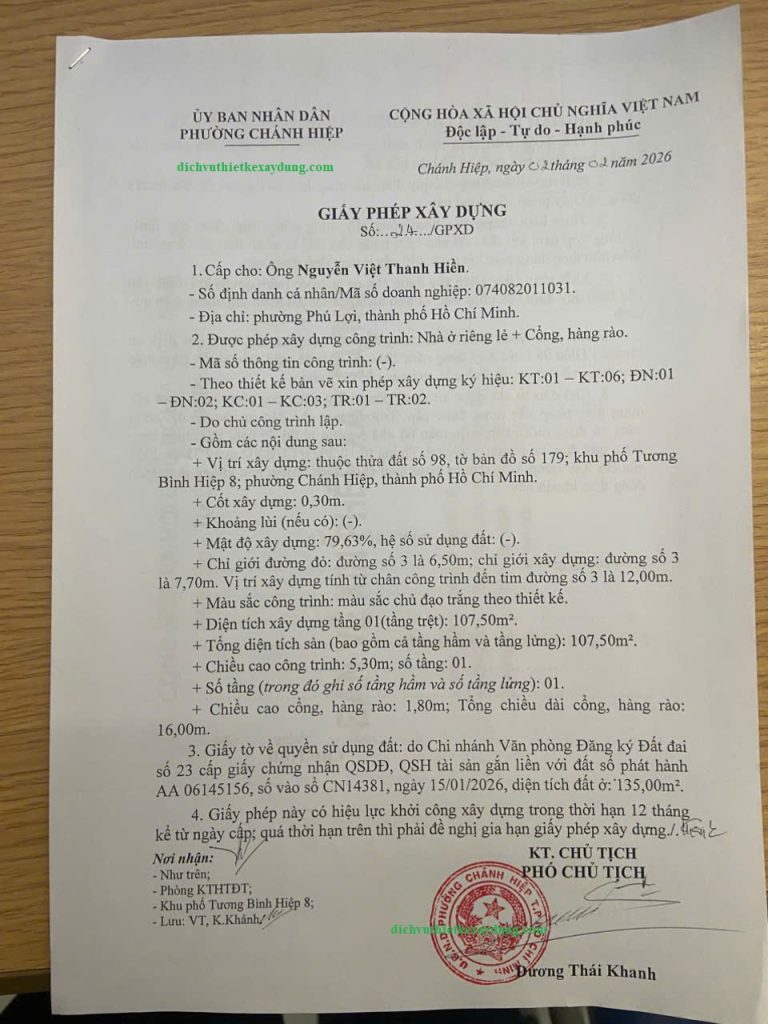 ỦY BAN NHÂN DÂN
PHƯỜNG CHÁNH HIỆP
CỘNG HÒA XÃ HỘI CHỦ NGHĨA VIỆT NAM
Độc lập - Tự do - Hạnh phúc
dichvuthietkexaydung.com
Chánh Hiệp, ngày 02 tháng 02 năm 2026
GIẤY PHÉP XÂY DỰNG
Số:...24..../GPXD
1. Cấp cho: Ông Nguyễn Việt Thanh Hiền.
- Số định danh cá nhân/Mã số doanh nghiệp: 074082011031.
- Địa chỉ: phường Phú Lợi, thành phố Hồ Chí Minh.
2. Được phép xây dựng công trình: Nhà ở riêng lẻ + Cổng, hàng rào.
- Mã số thông tin công trình: (-).
- Theo thiết kế bản vẽ xin phép xây dựng ký hiệu: KT:01 – KT:06; ĐN:01
– ĐN:02; KC:01 – KC:03; TR:01 – TR:02.
- Do chủ công trình lập.
- Gồm các nội dung sau:
+ Vị trí xây dựng: thuộc thửa đất số 98, tờ bản đồ số 179; khu phố Tương
Bình Hiệp 8; phường Chánh Hiệp, thành phố Hồ Chí Minh.
+ Cốt xây dựng: 0,30m.
+ Khoảng lùi (nếu có): (-).
+ Mật độ xây dựng: 79,63%, hệ số sử dụng đất: (-).
+ Chỉ giới đường đỏ: đường số 3 là 6,50m; chỉ giới xây dựng: đường số 3
là 7,70m. Vị trí xây dựng tính từ chân công trình đến tim đường số 3 là 12,00m.
+ Màu sắc công trình: màu sắc chủ đạo trắng theo thiết kế.
+ Diện tích xây dựng tầng 01(tầng trệt): 107,50m².
+ Tổng diện tích sàn (bao gồm cả tầng hầm và tầng lửng): 107,50m².
+ Chiều cao công trình: 5,30m; số tầng: 01.
+ Số tầng (trong đó ghi số tầng hầm và số tầng lửng): 01.
+ Chiều cao cổng, hàng rào: 1,80m; Tổng chiều dài cổng, hàng rào:
16,00m.
3. Giấy tờ về quyền sử dụng đất: do Chi nhánh Văn phòng Đăng ký Đất đai
số 23 cấp giấy chứng nhận QSDĐ, QSH tài sản gắn liền với đất số phát hành
AA 06145156, số vào sổ CN14381, ngày 15/01/2026, diện tích đất ở: 135,00m².
4. Giấy phép này có hiệu lực khởi công xây dựng trong thời hạn 12 tháng
kể từ ngày cấp; quá thời hạn trên thì phải đề nghị gia hạn giấy phép xây dựng./.
Nơi nhận:
- Như trên;
- Phòng KTHTĐT;
- Khu phố Tương Bình Hiệp 8;
- Lưu: VT, K.Khánh.
KT. CHỦ TỊCH
PHÓ CHỦ TỊCH
U.B.N.D PHƯỜNG CHÁNH HIỆP T.P HỒ CHÍ MINH
dichvuthietkexaydung.com
Dương Thái Khanh